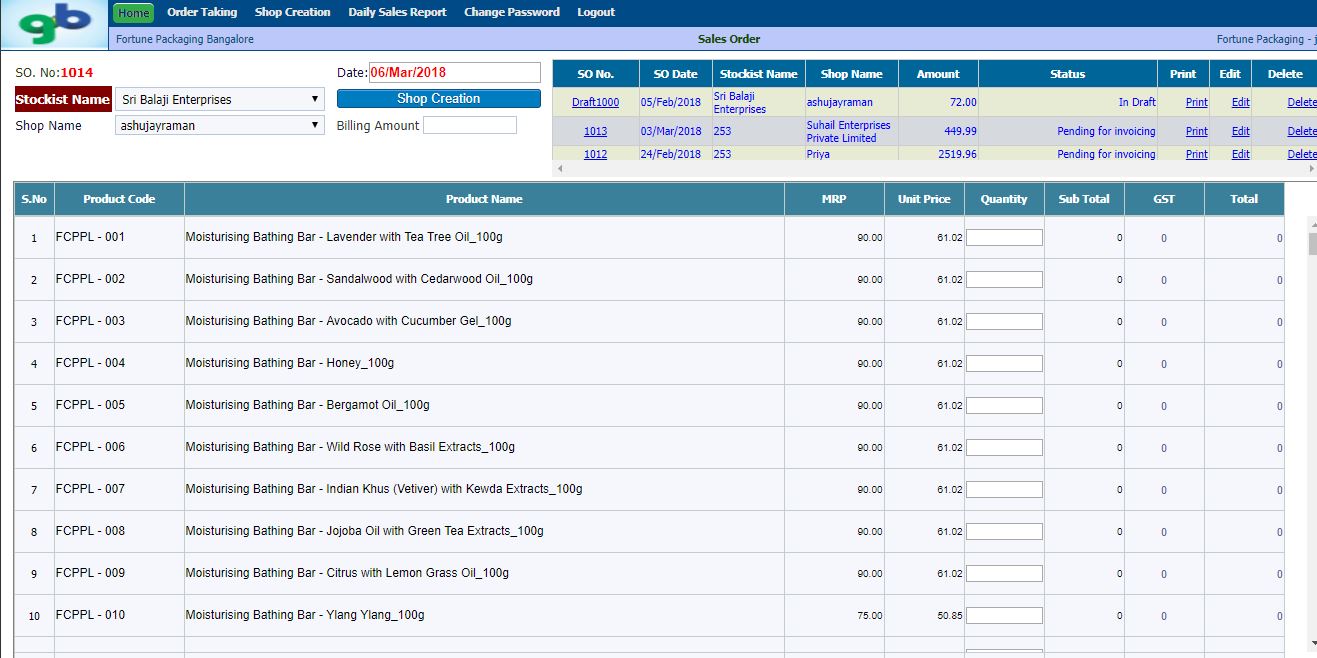 gb
Home Order Taking Shop Creation Daily Sales Report Change Password Logout
Fortune Packaging Bangalore Sales Order Fortune Packaging - j
SO. No:1014 Date: 06/Mar/2018
Stockist Name Sri Balaji Enterprises Shop Creation
Shop Name ashujayraman Billing Amount
SO No. SO Date Stockist Name Shop Name Amount Status Print Edit Delete
Draft1000 05/Feb/2018 Sri Balaji Enterprises ashujayraman 72.00 In Draft Print Edit Delete
1013 03/Mar/2018 253 Suhail Enterprises Private Limited 449.99 Pending for invoicing Print Edit Delete
1012 24/Feb/2018 253 Priya 2519.96 Pending for invoicing Print Edit Delete
S.No Product Code Product Name MRP Unit Price Quantity Sub Total GST Total
1 FCPPL - 001 Moisturising Bathing Bar - Lavender with Tea Tree Oil_100g 90.00 61.02 0 0 0
2 FCPPL - 002 Moisturising Bathing Bar - Sandalwood with Cedarwood Oil_100g 90.00 61.02 0 0 0
3 FCPPL - 003 Moisturising Bathing Bar - Avocado with Cucumber Gel_100g 90.00 61.02 0 0 0
4 FCPPL - 004 Moisturising Bathing Bar - Honey_100g 90.00 61.02 0 0 0
5 FCPPL - 005 Moisturising Bathing Bar - Bergamot Oil_100g 90.00 61.02 0 0 0
6 FCPPL - 006 Moisturising Bathing Bar - Wild Rose with Basil Extracts_100g 90.00 61.02 0 0 0
7 FCPPL - 007 Moisturising Bathing Bar - Indian Khus (Vetiver) with Kewda Extracts_100g 90.00 61.02 0 0 0
8 FCPPL - 008 Moisturising Bathing Bar - Jojoba Oil with Green Tea Extracts_100g 90.00 61.02 0 0 0
9 FCPPL - 009 Moisturising Bathing Bar - Citrus with Lemon Grass Oil_100g 90.00 61.02 0 0 0
10 FCPPL - 010 Moisturising Bathing Bar - Ylang Ylang_100g 75.00 50.85 0 0 0